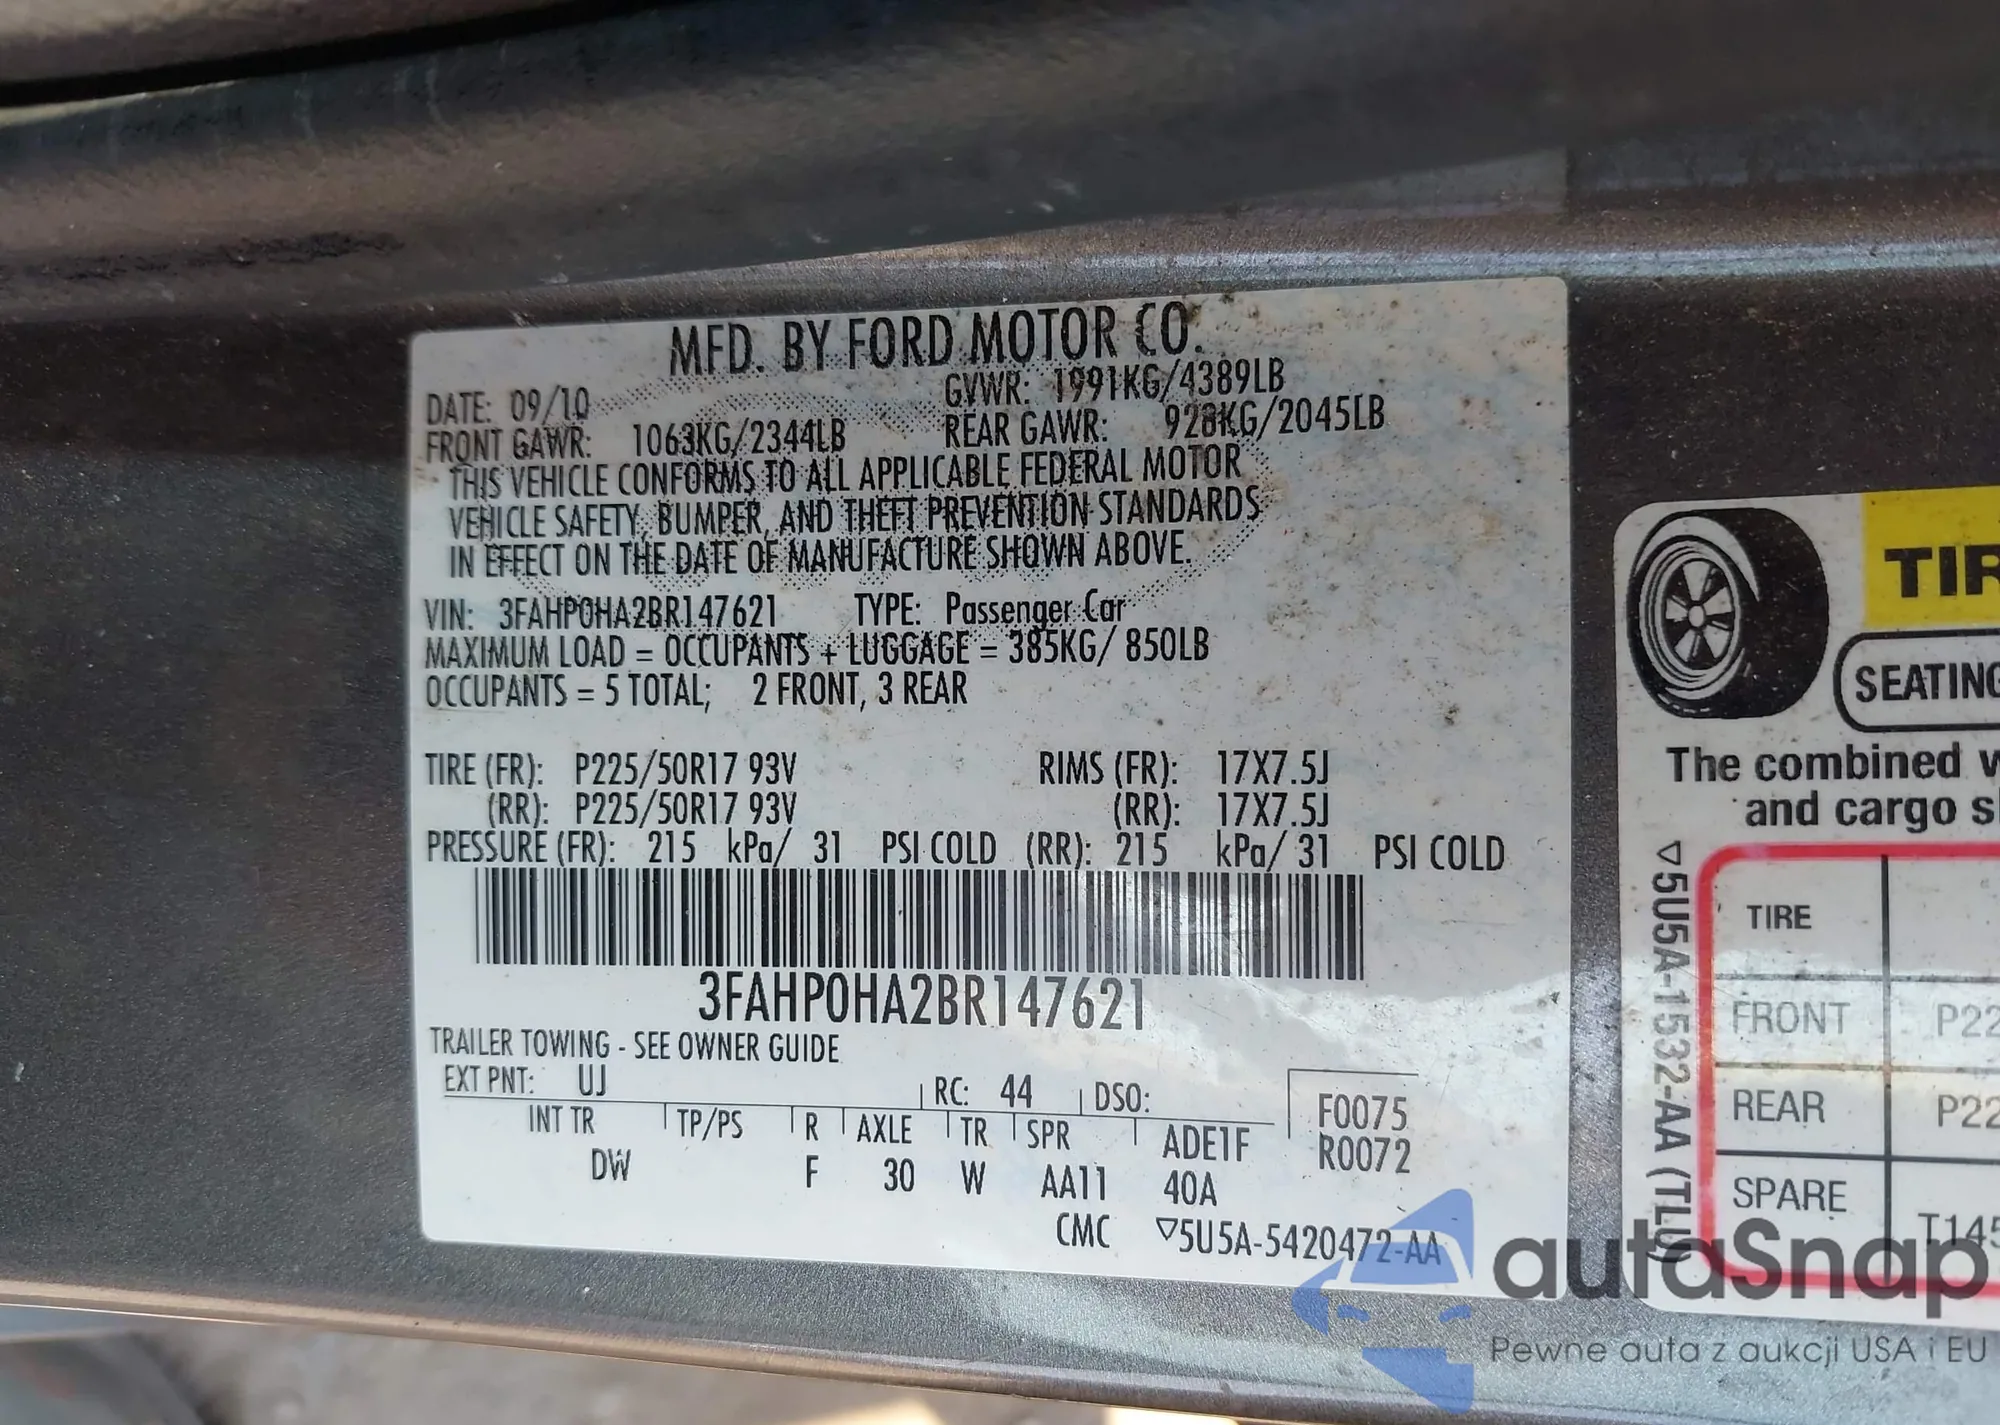 MFD. BY FORD MOTOR CO.
DATE: 09/10 GVWR: 1991KG/4389LB
FRONT GAWR: 1063KG/2344LB REAR GAWR: 928KG/2045LB
THIS VEHICLE CONFORMS TO ALL APPLICABLE FEDERAL MOTOR
VEHICLE SAFETY, BUMPER, AND THEFT PREVENTION STANDARDS
IN EFFECT ON THE DATE OF MANUFACTURE SHOWN ABOVE.
VIN: 3FAHP0HA2BR147621 TYPE: Passenger Car
MAXIMUM LOAD = OCCUPANTS + LUGGAGE = 385KG/ 850LB
OCCUPANTS = 5 TOTAL; 2 FRONT, 3 REAR
TIRE (FR): P225/50R17 93V RIMS (FR): 17X7.5J
(RR): P225/50R17 93V (RR): 17X7.5J
PRESSURE (FR): 215 kPa/ 31 PSI COLD (RR): 215 kPa/ 31 PSI COLD
3FAHP0HA2BR147621
TRAILER TOWING - SEE OWNER GUIDE
EXT PNT: UJ RC: 44 DSO:
INT TR TP/PS R AXLE TR SPR ADE1F F0075
DW F 30 W AA11 40A R0072
CMC ▽5U5A-5420472-AA
TIR
SEATING
The combined w
and cargo s
▽5U5A-1532-AA (TLU)
TIRE
FRONT P22
REAR P22
SPARE T145
autaSnap
Pewne auta z aukcji USA i EU